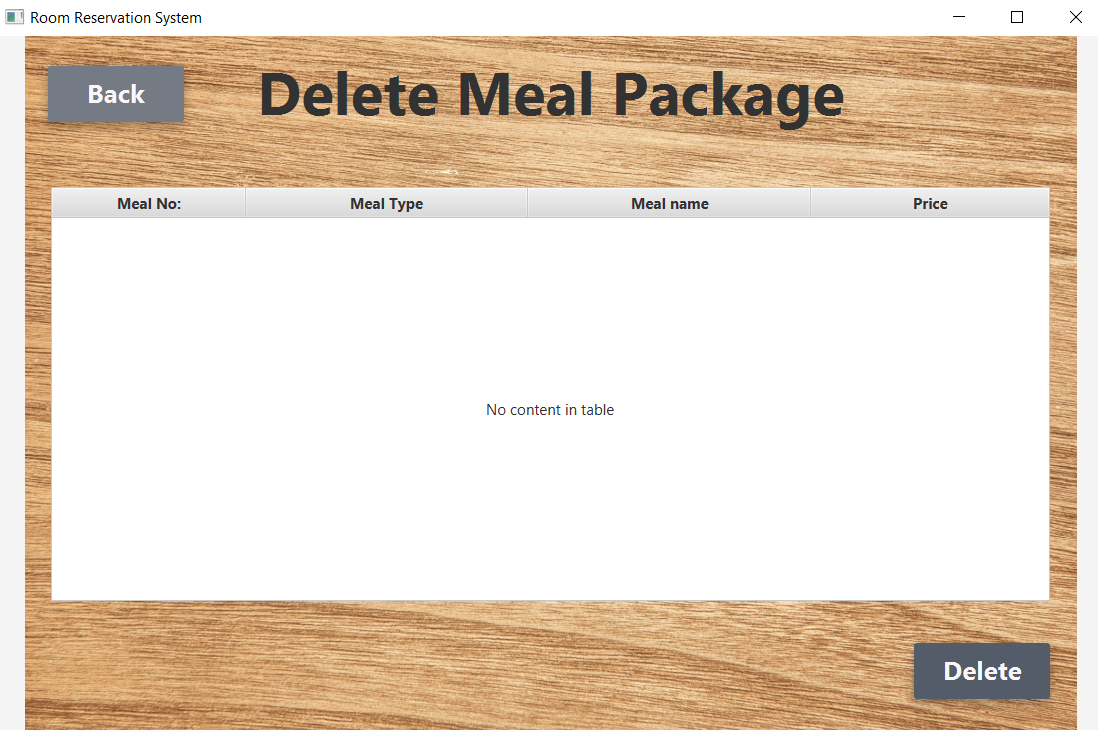 Room Reservation System
Back
Delete Meal Package
Meal No: Meal Type Meal name Price
No content in table
Delete